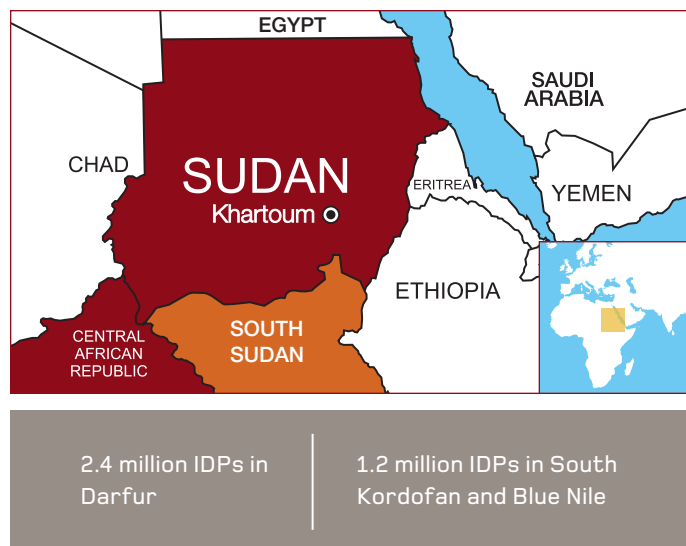 EGYPT
SAUDI
ARABIA
CHAD
SUDAN
ERITREA
YEMEN
Khartoum
ETHIOPIA
CENTRAL
AFRICAN
REPUBLIC
SOUTH
SUDAN
2.4 million IDPs in
Darfur
1.2 million IDPs in South
Kordofan and Blue Nile